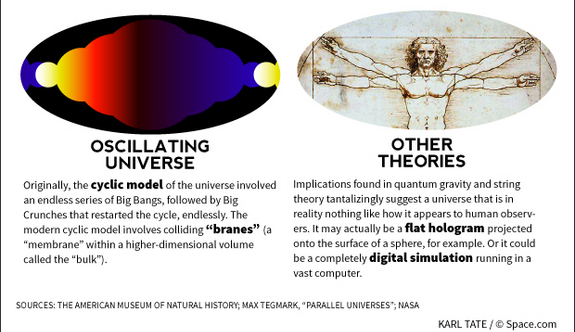 OSCILLATING
UNIVERSE
Originally, the cyclic model of the universe involved
an endless series of Big Bangs, followed by Big
Crunches that restarted the cycle, endlessly. The
modern cyclic model involves colliding “branes” (a
“membrane” within a higher-dimensional volume
called the “bulk”).
OTHER
THEORIES
Implications found in quantum gravity and string
theory tantalizingly suggest a universe that is in
reality nothing like how it appears to human observ-
ers. It may actually be a flat hologram projected
onto the surface of a sphere, for example. Or it could
be a completely digital simulation running in a
vast computer.
SOURCES: THE AMERICAN MUSEUM OF NATURAL HISTORY; MAX TEGMARK, “PARALLEL UNIVERSES”; NASA
KARL TATE / © Space.com